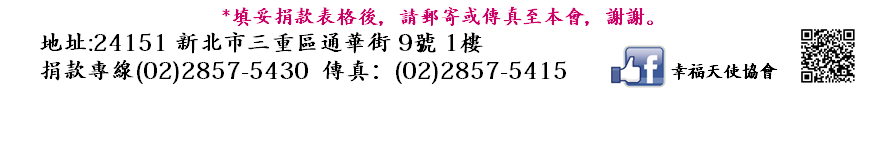 *填妥捐款表格後, 請郵寄或傳真至本會, 謝謝。
地址:24151 新北市三重區通華街 9號 1樓
捐款專線(02)2857-5430 傳真: (02)2857-5415
幸福天使協會